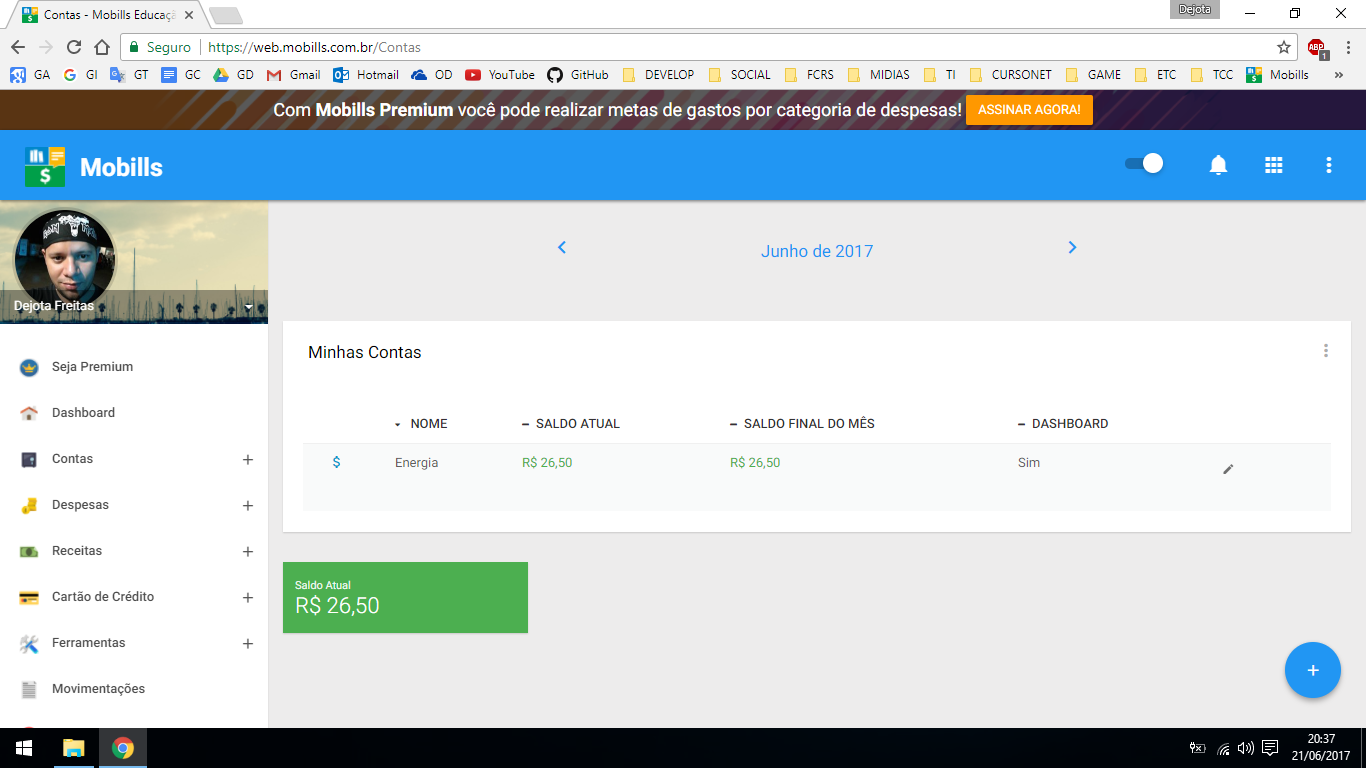 Contas - Mobills Educaçã
Dejota
Seguro
https://web.mobills.com.br/Contas
ABP
1
GA GI GT GC GD Gmail Hotmail OD YouTube GitHub DEVELOP SOCIAL FCRS MIDIAS TI CURSONET GAME ETC TCC Mobills »
Com Mobills Premium você pode realizar metas de gastos por categoria de despesas! ASSINAR AGORA!
Mobills
Dejota Freitas
Junho de 2017
Seja Premium
Dashboard
Contas +
Despesas +
Receitas +
Cartão de Crédito +
Ferramentas +
Movimentações
Minhas Contas
NOME SALDO ATUAL SALDO FINAL DO MÊS DASHBOARD
$ Energia R$ 26,50 R$ 26,50 Sim
Saldo Atual
R$ 26,50
+
20:37
21/06/2017